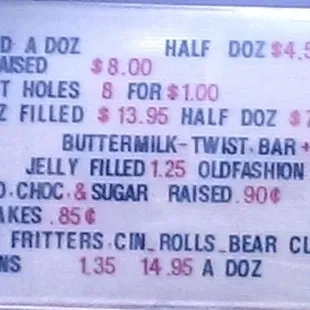 D A DOZ HALF DOZ $4.5
AISED $8.00
T HOLES 8 FOR $1.00
Z FILLED $13.95 HALF DOZ $7
BUTTERMILK-TWIST.BAR +
JELLY FILLED 1.25 OLDFASHION
D.CHOC.&SUGAR RAISED.90¢
AKES.85¢
FRITTERS.CIN_ROLLS_BEAR CL
NS 1.35 14.95 A DOZ